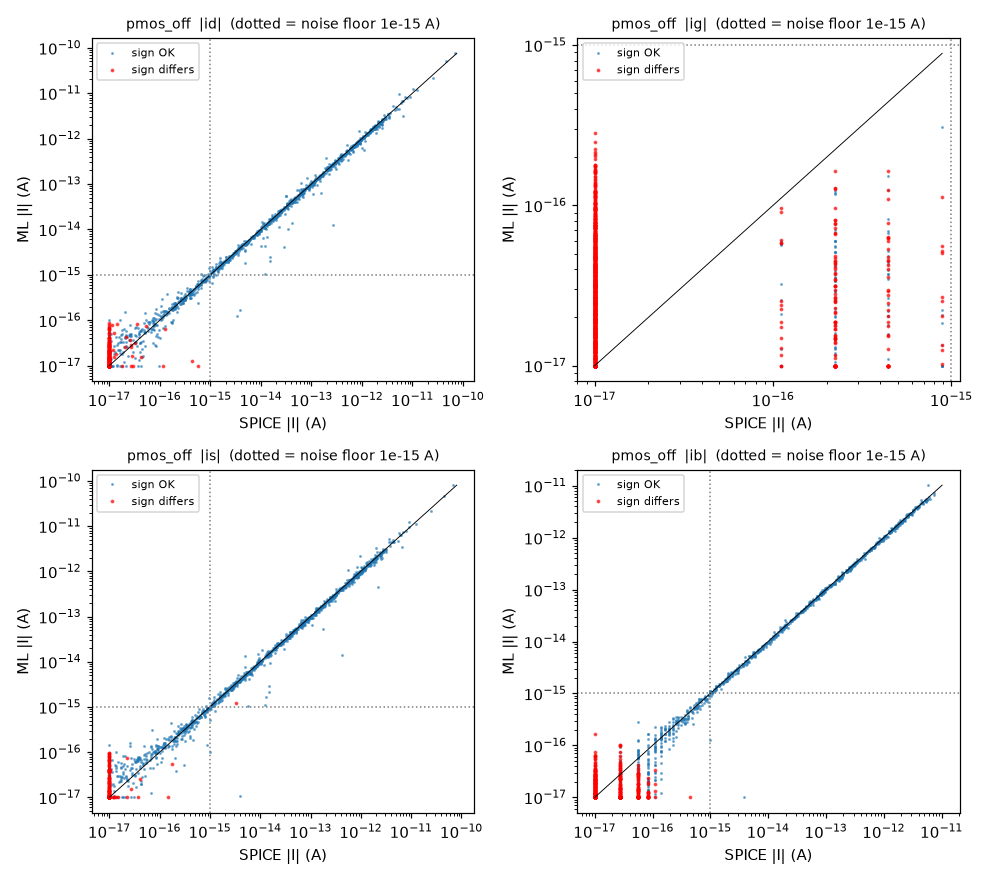 pmos_off |id| (dotted = noise floor 1e-15 A)
sign OK
sign differs
ML |I| (A)
10⁻¹⁰
10⁻¹¹
10⁻¹²
10⁻¹³
10⁻¹⁴
10⁻¹⁵
10⁻¹⁶
10⁻¹⁷
10⁻¹⁷ 10⁻¹⁶ 10⁻¹⁵ 10⁻¹⁴ 10⁻¹³ 10⁻¹² 10⁻¹¹ 10⁻¹⁰
SPICE |I| (A)
pmos_off |ig| (dotted = noise floor 1e-15 A)
sign OK
sign differs
ML |I| (A)
10⁻¹⁵
10⁻¹⁶
10⁻¹⁷
10⁻¹⁷ 10⁻¹⁶ 10⁻¹⁵
SPICE |I| (A)
pmos_off |is| (dotted = noise floor 1e-15 A)
sign OK
sign differs
ML |I| (A)
10⁻¹⁰
10⁻¹¹
10⁻¹²
10⁻¹³
10⁻¹⁴
10⁻¹⁵
10⁻¹⁶
10⁻¹⁷
10⁻¹⁷ 10⁻¹⁶ 10⁻¹⁵ 10⁻¹⁴ 10⁻¹³ 10⁻¹² 10⁻¹¹ 10⁻¹⁰
SPICE |I| (A)
pmos_off |ib| (dotted = noise floor 1e-15 A)
sign OK
sign differs
ML |I| (A)
10⁻¹¹
10⁻¹²
10⁻¹³
10⁻¹⁴
10⁻¹⁵
10⁻¹⁶
10⁻¹⁷
10⁻¹⁷ 10⁻¹⁶ 10⁻¹⁵ 10⁻¹⁴ 10⁻¹³ 10⁻¹² 10⁻¹¹
SPICE |I| (A)